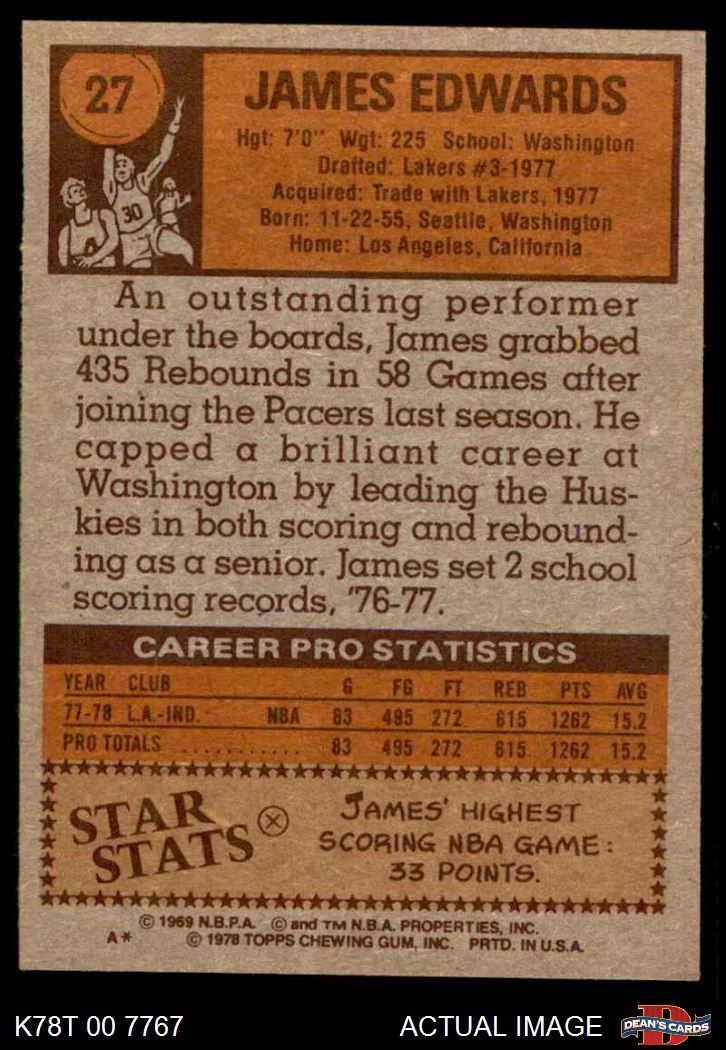 27
JAMES EDWARDS
Hgt: 7'0" Wgt: 225 School: Washington
Drafted: Lakers #3-1977
Acquired: Trade with Lakers, 1977
Born: 11-22-55, Seattle, Washington
Home: Los Angeles, California
30
An outstanding performer
under the boards, James grabbed
435 Rebounds in 58 Games after
joining the Pacers last season. He
capped a brilliant career at
Washington by leading the Hus-
kies in both scoring and rebound-
ing as a senior. James set 2 school
scoring records, '76-77.
CAREER PRO STATISTICS
YEAR CLUB G FG FT REB PTS AVG
77-78 L.A.-IND. NBA 83 495 272 615 1262 15.2
PRO TOTALS .......... 83 495 272 615 1262 15.2
STAR STATS
JAMES' HIGHEST
SCORING NBA GAME:
33 POINTS.
© 1969 N.B.P.A. © and TM N.B.A. PROPERTIES, INC.
A* © 1978 TOPPS CHEWING GUM, INC. PRTD. IN U.S.A.
K78T 00 7767 ACTUAL IMAGE D DEAN'S CARDS